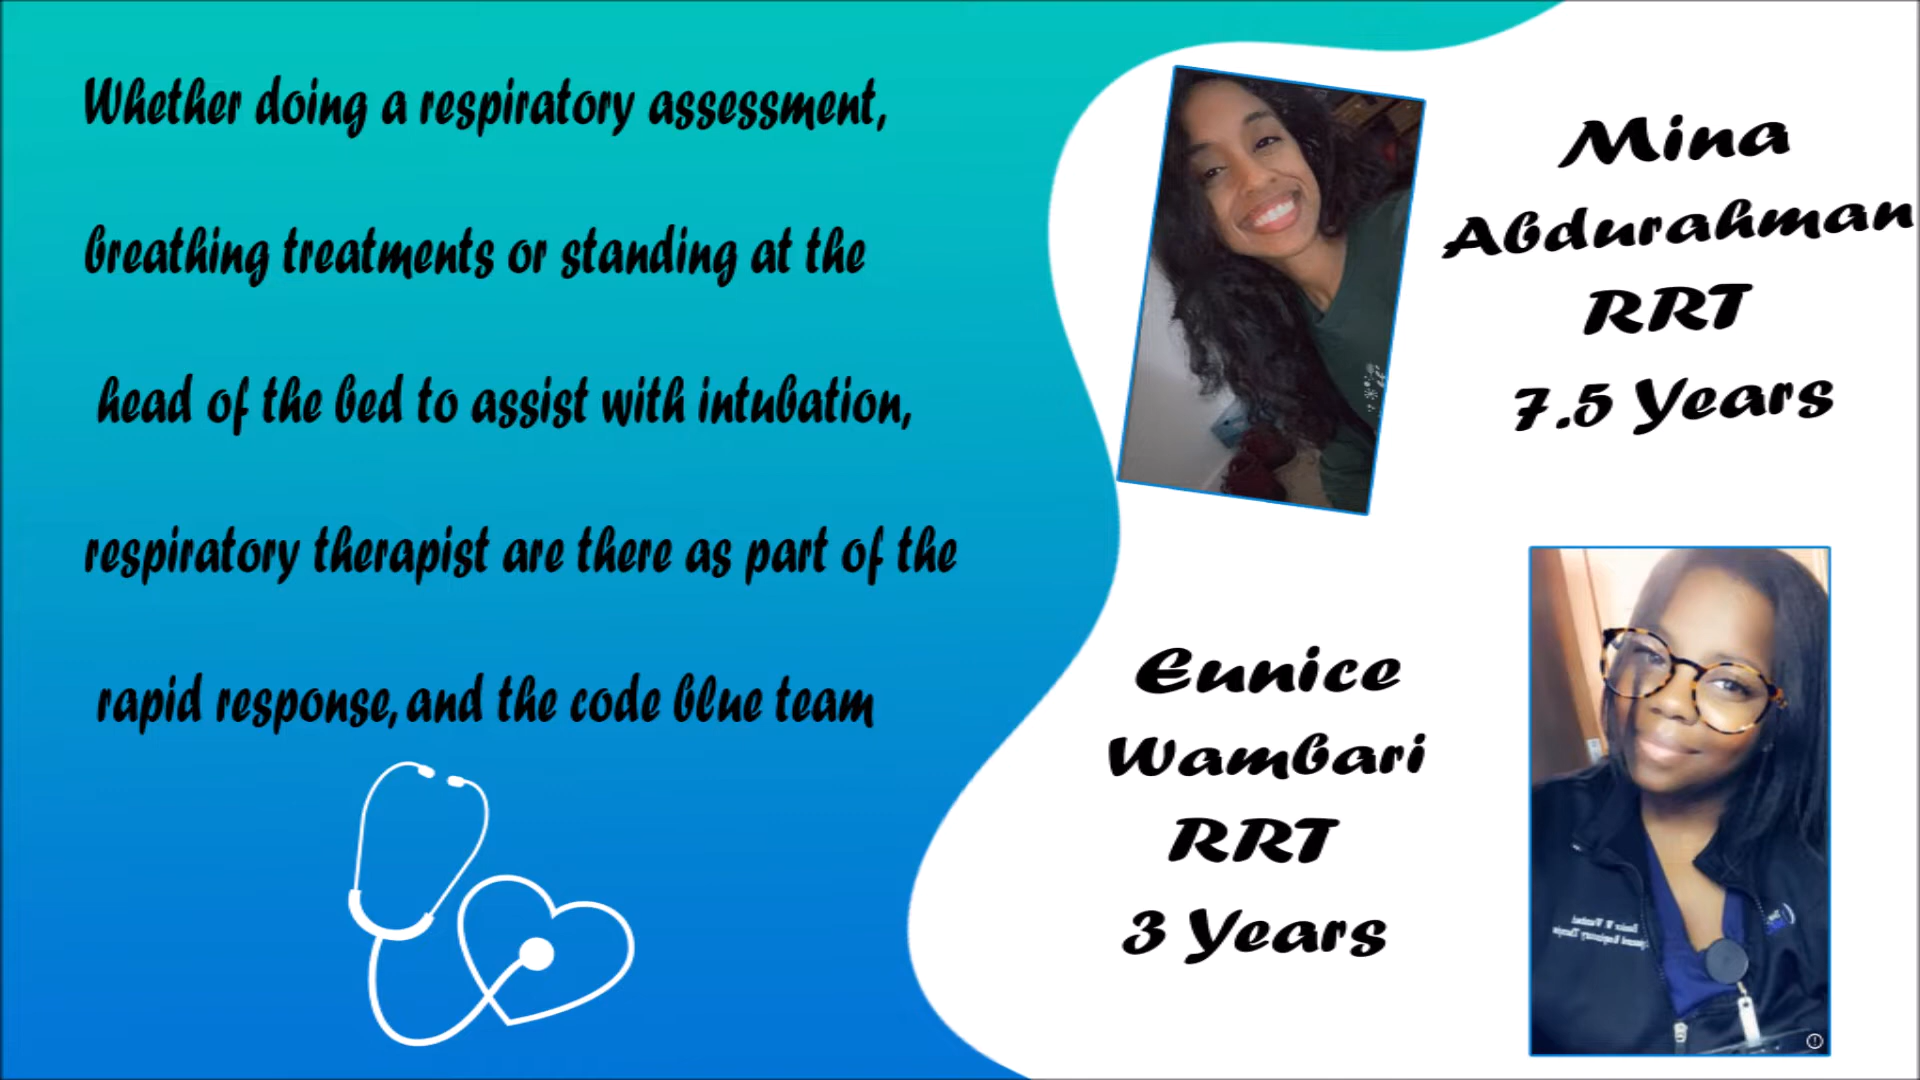 Whether doing a respiratory assessment,
breathing treatments or standing at the
head of the bed to assist with intubation,
respiratory therapist are there as part of the
rapid response, and the code blue team
Mina
Abdurahman
RRT
7.5 Years
Eunice
Wambari
RRT
3 Years